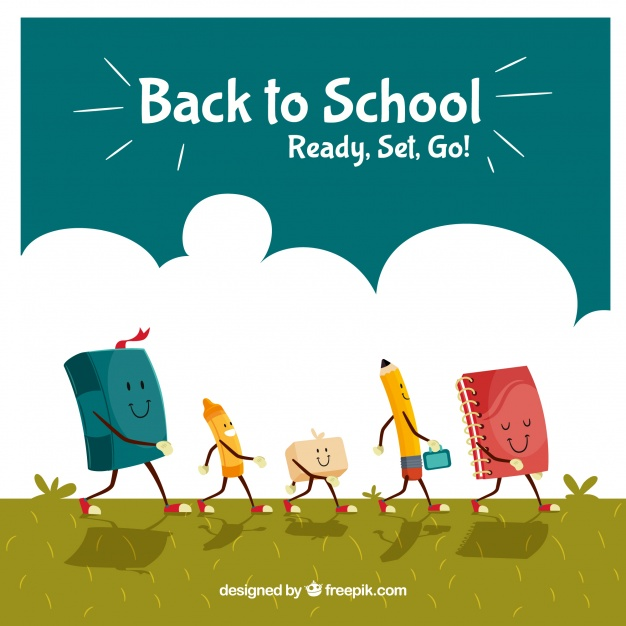 Back to School
Ready, Set, Go!
designed by freepik.com